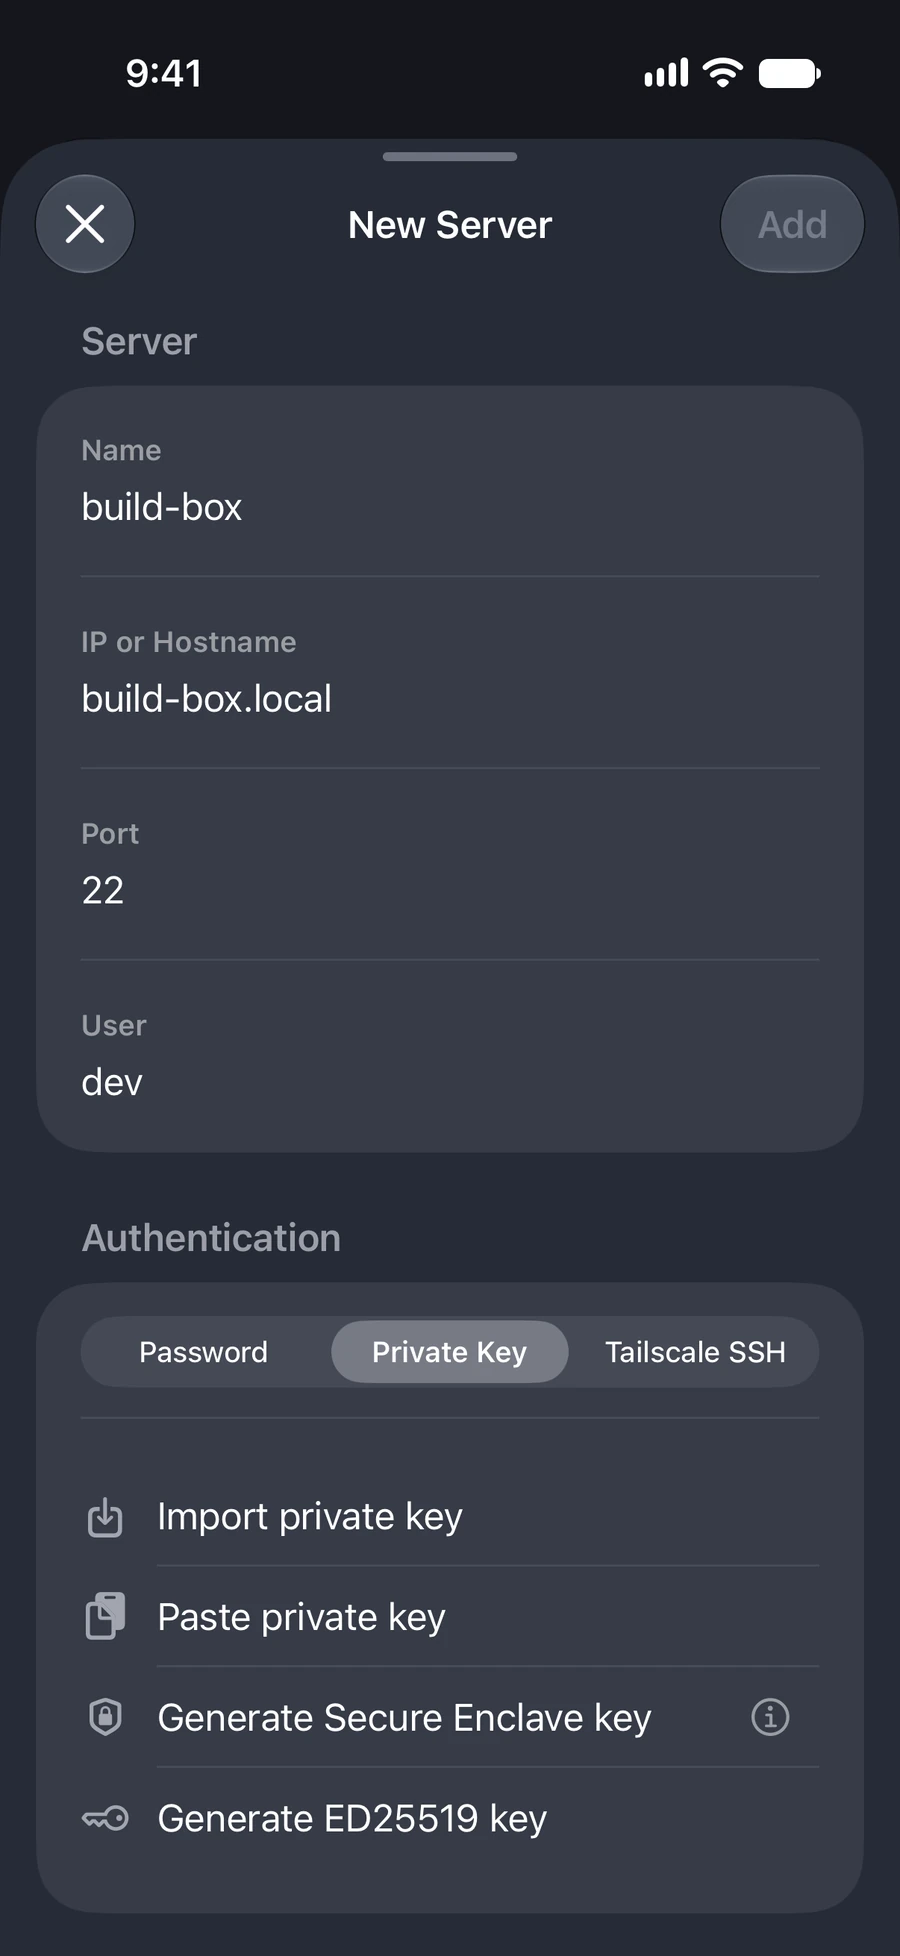 9:41
New Server
Add
Server
Name
build-box
IP or Hostname
build-box.local
Port
22
User
dev
Authentication
Password Private Key Tailscale SSH
Import private key
Paste private key
Generate Secure Enclave key
Generate ED25519 key